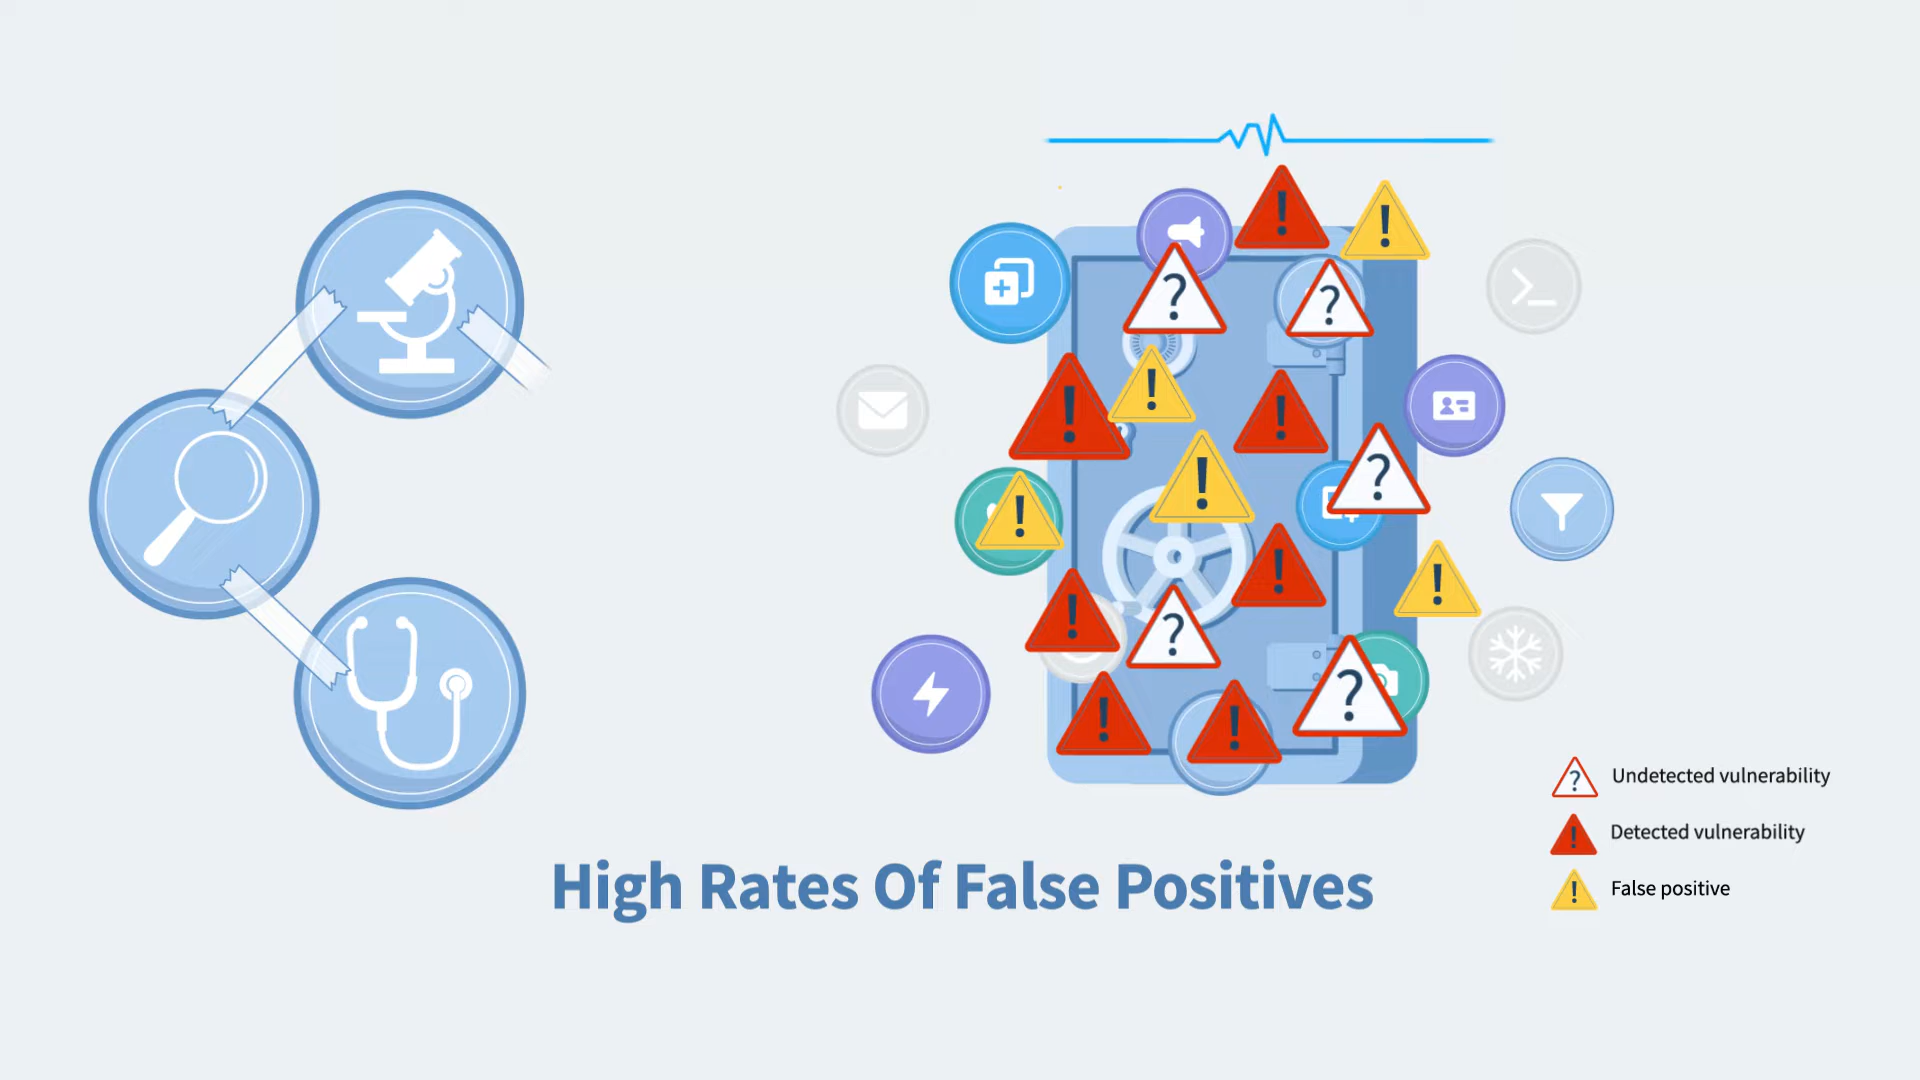 High Rates Of False Positives
Undetected vulnerability
Detected vulnerability
False positive